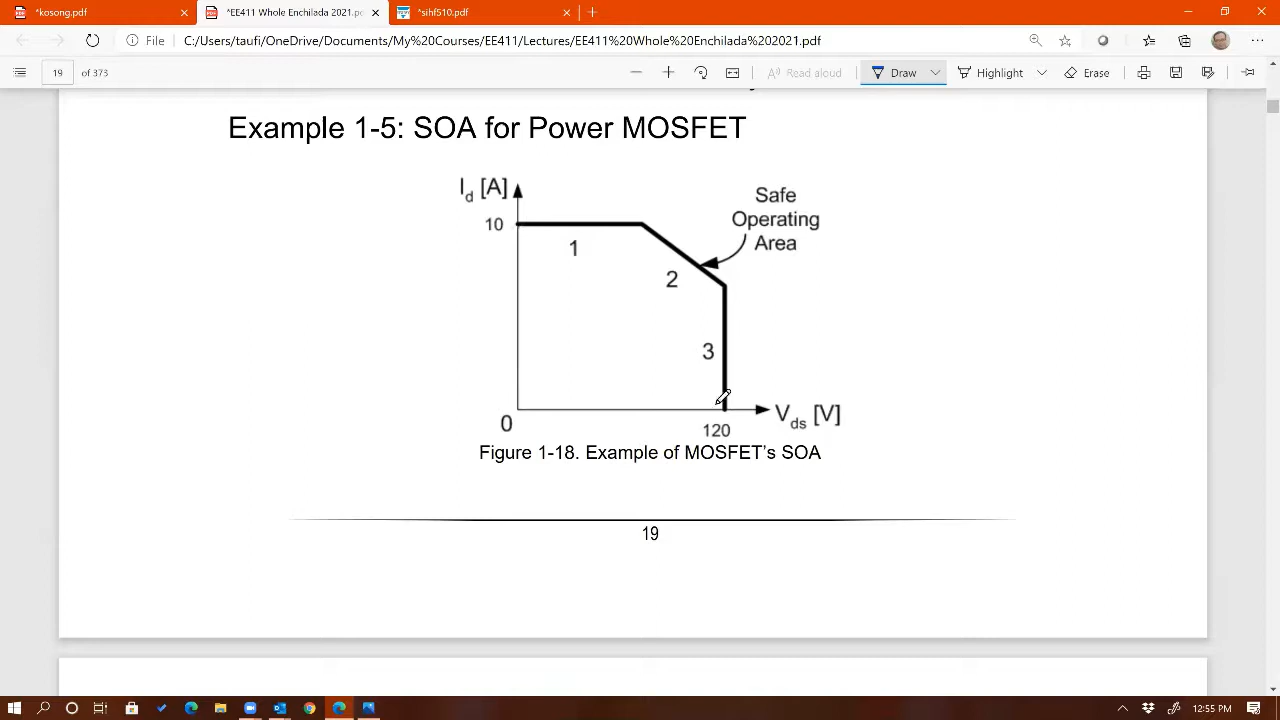 *kosong.pdf
*EE411 Whole Enchilada 2021.pc
*sihf510.pdf
File
C:/Users/taufi/OneDrive/Documents/My%20Courses/EE411/Lectures/EE411%20Whole%20Enchilada%202021.pdf
19 of 373
Read aloud
Draw
Highlight
Erase
Example 1-5: SOA for Power MOSFET
Id [A]
10
1
2
3
Safe
Operating
Area
0
120
Vds [V]
Figure 1-18. Example of MOSFET's SOA
19
12:55 PM